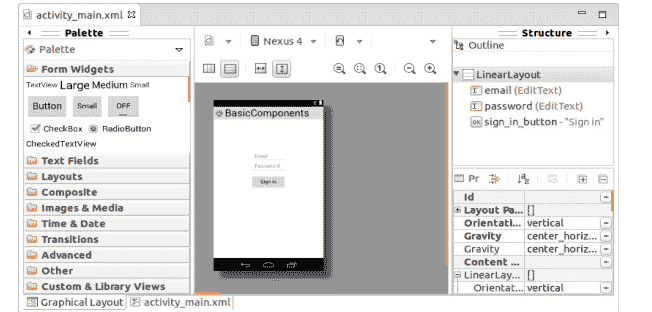 activity_main.xml
Palette
Palette
Form Widgets
TextView Large Medium Small
Button Small OFF
CheckBox RadioButton
CheckedTextView
Text Fields
Layouts
Composite
Images & Media
Time & Date
Transitions
Advanced
Other
Custom & Library Views
Graphical Layout activity_main.xml
Nexus 4
BasicComponents
Email
Password
Sign in
Structure
Outline
LinearLayout
email (EditText)
password (EditText)
OK sign_in_button - "Sign in"
Pr
Id
Layout Pa... []
Orientati... vertical
Gravity center_horiz...
Gravity center_horiz...
Content ...
LinearLay... []
Orientat... vertical